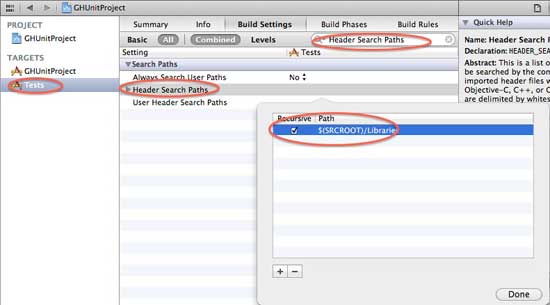 GHUnitProject
PROJECT
GHUnitProject
TARGETS
GHUnitProject
Tests
Summary
Info
Build Settings
Build Phases
Build Rules
Basic
All
Combined
Levels
Header Search Paths
Setting
Tests
Search Paths
Always Search User Paths
No
Header Search Paths
User Header Search Paths
Recursive
Path
$(SRCROOT)/Librarie
+
−
Done
Quick Help
Name: Header Search P
Declaration: HEADER_SEA
Abstract: This is a list o
be searched by the com
imported header files w
Objective-C, C++, or O
are delimited by whites